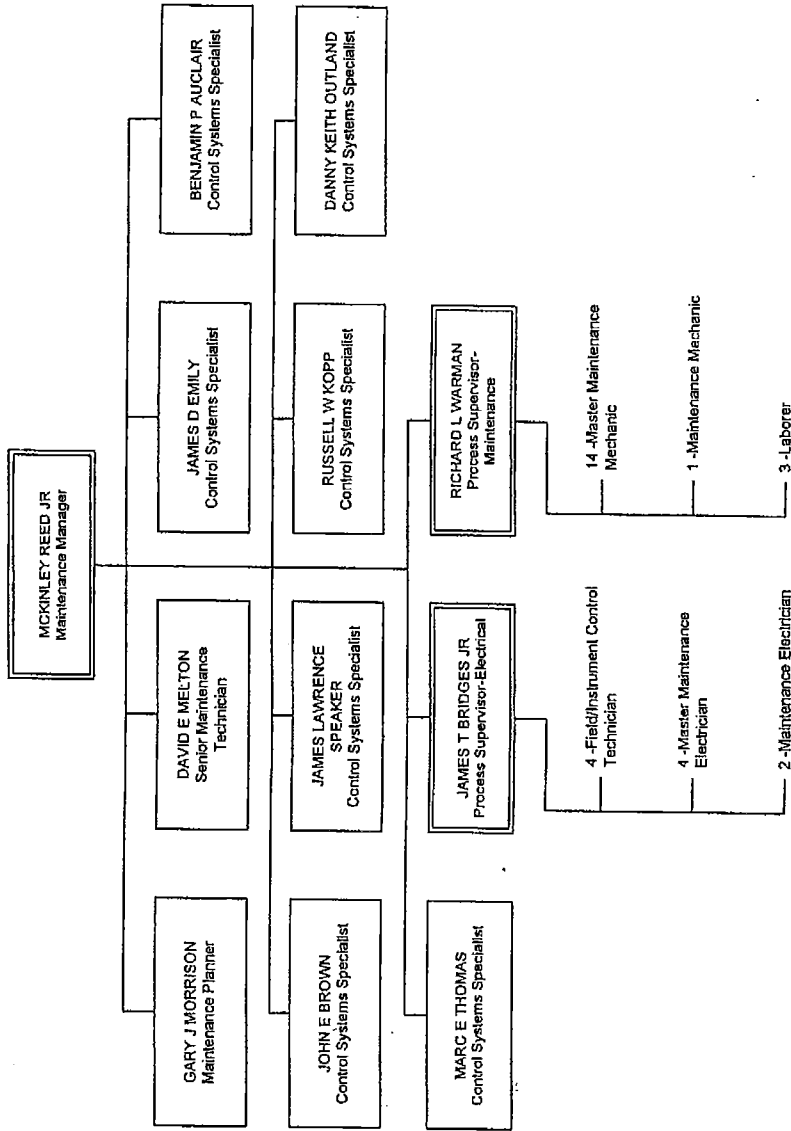 MCKINLEY REED JR
Maintenance Manager
GARY J MORRISON
Maintenance Planner
DAVID E MELTON
Senior Maintenance
Technician
JAMES D EMILY
Control Systems Specialist
BENJAMIN P AUCLAIR
Control Systems Specialist
JOHN E BROWN
Control Systems Specialist
JAMES LAWRENCE
SPEAKER
Control Systems Specialist
RUSSELL W KOPP
Control Systems Specialist
DANNY KEITH OUTLAND
Control Systems Specialist
MARC E THOMAS
Control Systems Specialist
JAMES T BRIDGES JR
Process Supervisor-Electrical
RICHARD L WARMAN
Process Supervisor-
Maintenance
4 -Field/Instrument Control
Technician
4 -Master Maintenance
Electrician
2 -Maintenance Electrician
14 -Master Maintenance
Mechanic
1 -Maintenance Mechanic
3 -Laborer